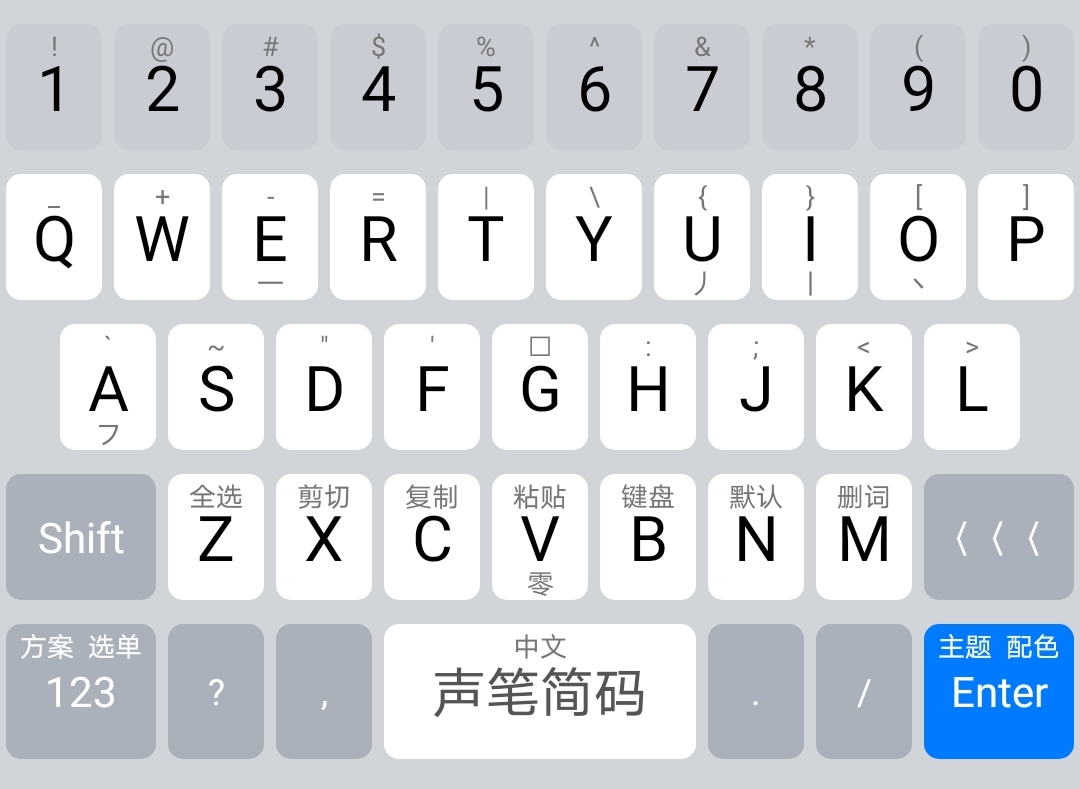 ! @ # $ % ^ & * ( )
1 2 3 4 5 6 7 8 9 0
_ + - = | \ { } [ ]
Q W E R T Y U I O P
一 丿 丨 丶
` ~ " ' □ : ; < >
A S D F G H J K L
フ
全选 剪切 复制 粘贴 键盘 默认 删词
Shift Z X C V B N M 〈〈〈
零
方案 选单 中文 主题 配色
123 ? , 声笔简码 . / Enter